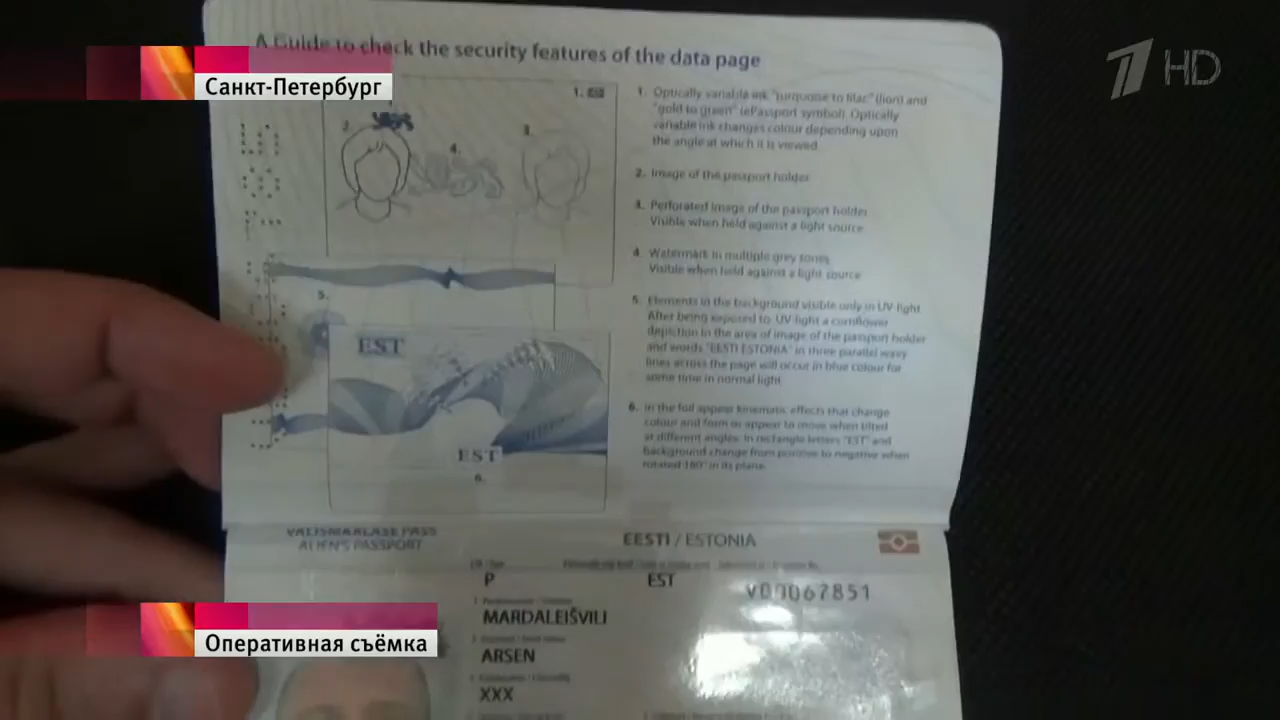 A Guide to check the security features of the data page
Санкт-Петербург
1 HD
1.
2.
3.
4.
5.
EST
EST
6.
1. Optically variable ink "turquoise to lilac" (lion) and
"gold to green" (ePassport symbol). Optically
variable ink changes colour depending upon
the angle at which it is viewed
2. Image of the passport holder
3. Perforated image of the passport holder
Visible when held against a light source
4. Watermark in multiple grey tones
Visible when held against a light source
5. Elements in the background visible only in UV-light
After being exposed to UV-light a cornflower
depiction in the area of image of the passport holder
and words "EESTI ESTONIA" in three parallel wavy
lines across the page will occur in blue colour for
some time in normal light
6. In the foil appear kinematic effects that change
colour and form or appear to move when tilted
at different angles. In rectangle letters "EST" and
background change from positive to negative when
rotated 180° in its plane.
VÄLISMAALASE PASS
ALIEN'S PASSPORT
EESTI / ESTONIA
P
EST
V00067851
MARDALEIŠVILI
ARSEN
XXX
Оперативная съёмка